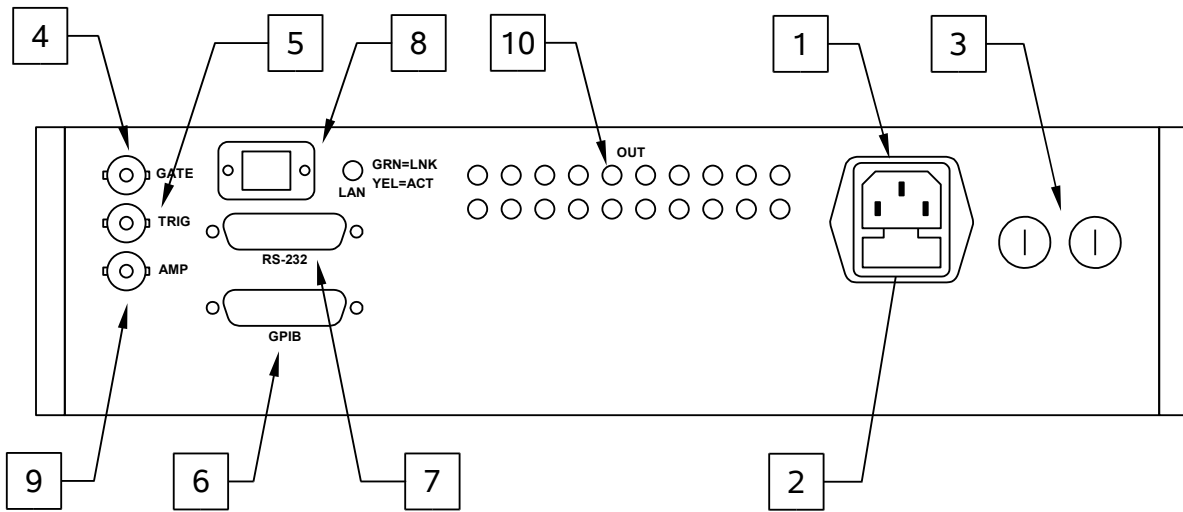 4
5
8
10
1
3
OUT
GATE
GRN=LNK
LAN
YEL=ACT
TRIG
RS-232
AMP
GPIB
9
6
7
2